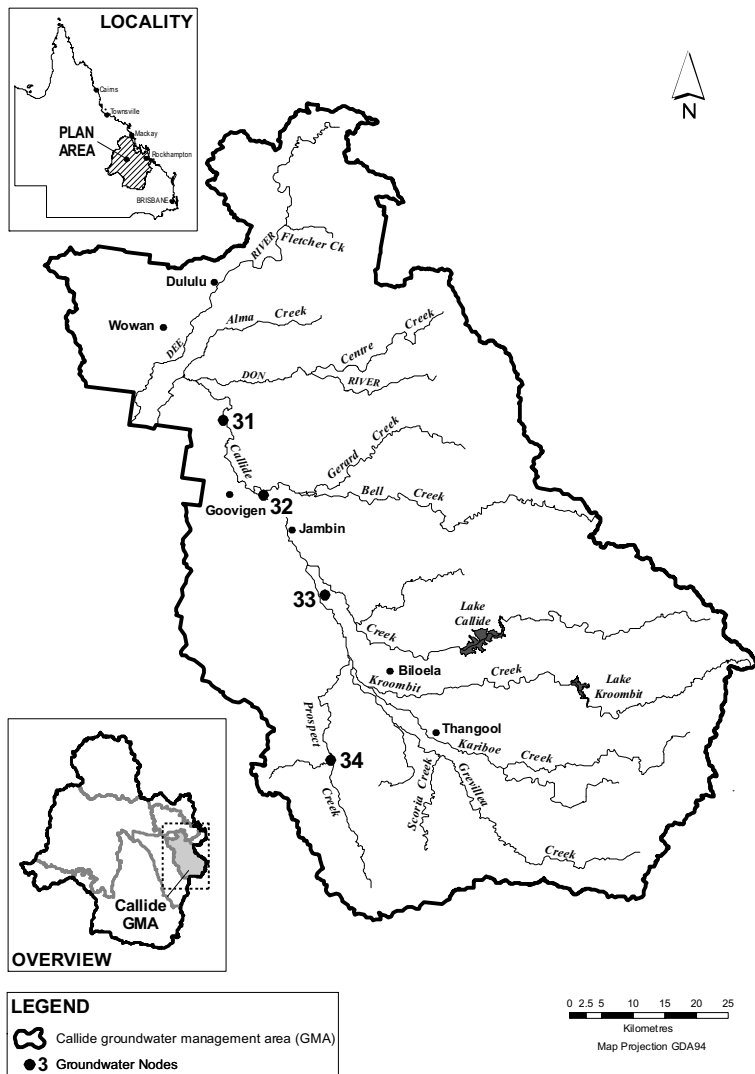 LOCALITY
Cairns
Townsville
Mackay
PLAN
AREA
Rockhampton
BRISBANE
N
Fletcher Ck
RIVER
Dululu
Wowan
DEE
Alma Creek
Centre Creek
DON RIVER
31
Callide
Gerard Creek
Bell Creek
32
Goovigen
Jambin
33
Lake
Callide
Creek
Biloela
Kroombit Creek
Lake
Kroombit
Prospect
Creek
34
Thangool
Kariboe Creek
Scoria Creek
Grevillea
Creek
Callide
GMA
OVERVIEW
LEGEND
Callide groundwater management area (GMA)
3 Groundwater Nodes
0 2.5 5 10 15 20 25
Kilometres
Map Projection GDA94